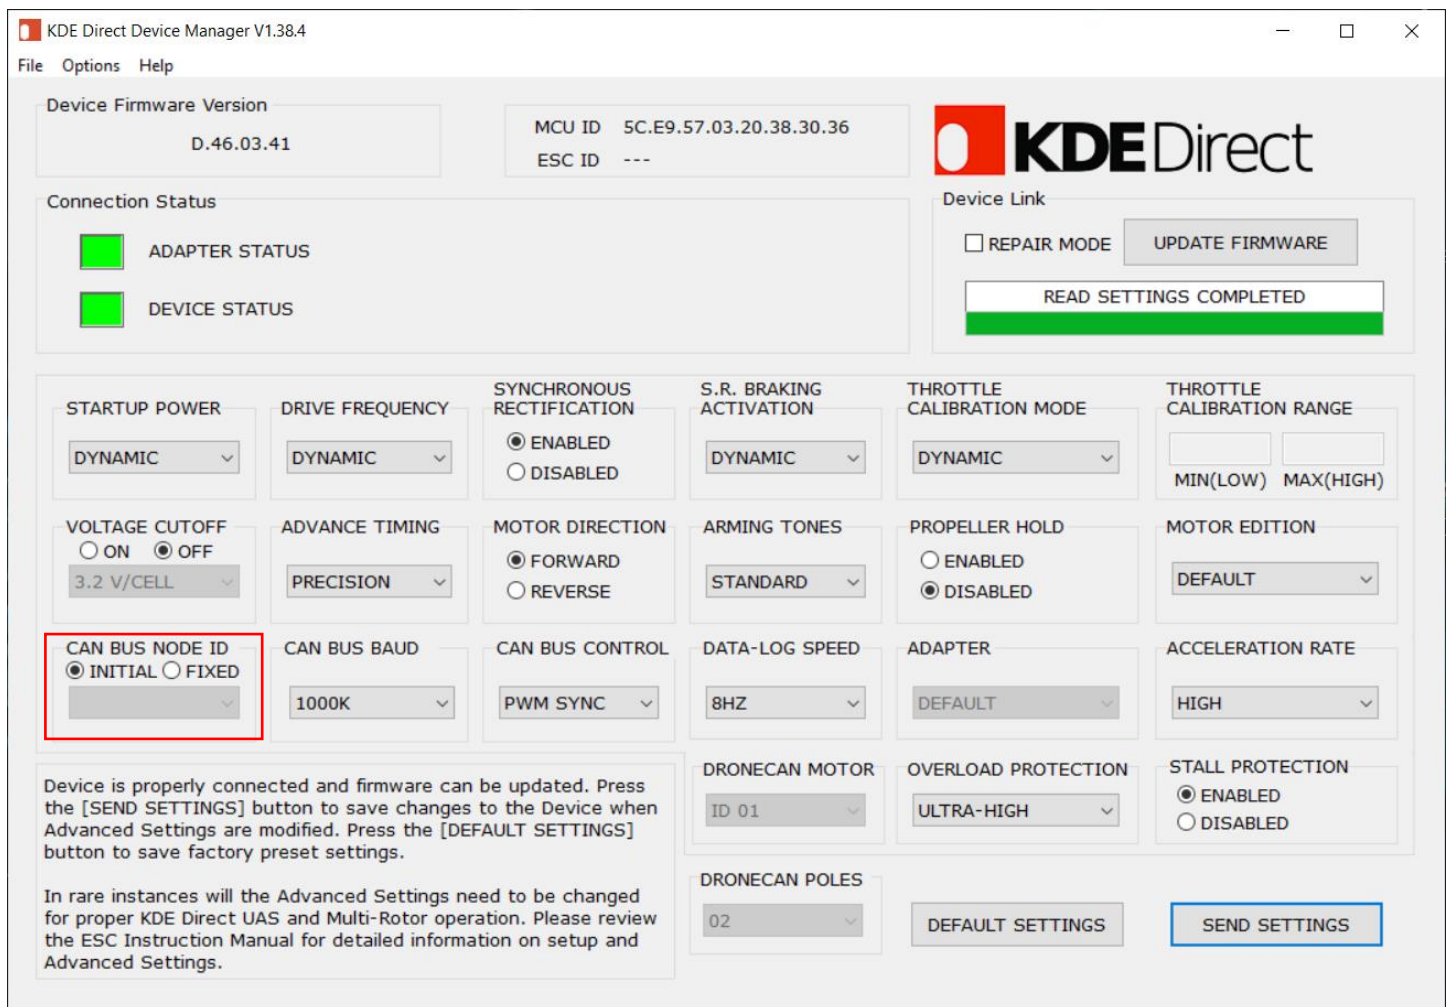 KDE Direct Device Manager V1.38.4
File Options Help
Device Firmware Version
D.46.03.41
MCU ID 5C.E9.57.03.20.38.30.36
ESC ID ---
KDE Direct
Connection Status
ADAPTER STATUS
DEVICE STATUS
Device Link
REPAIR MODE
UPDATE FIRMWARE
READ SETTINGS COMPLETED
STARTUP POWER
DYNAMIC
DRIVE FREQUENCY
DYNAMIC
SYNCHRONOUS
RECTIFICATION
ENABLED
DISABLED
S.R. BRAKING
ACTIVATION
DYNAMIC
THROTTLE
CALIBRATION MODE
DYNAMIC
THROTTLE
CALIBRATION RANGE
MIN(LOW) MAX(HIGH)
VOLTAGE CUTOFF
ON OFF
3.2 V/CELL
ADVANCE TIMING
PRECISION
MOTOR DIRECTION
FORWARD
REVERSE
ARMING TONES
STANDARD
PROPELLER HOLD
ENABLED
DISABLED
MOTOR EDITION
DEFAULT
CAN BUS NODE ID
INITIAL FIXED
CAN BUS BAUD
1000K
CAN BUS CONTROL
PWM SYNC
DATA-LOG SPEED
8HZ
ADAPTER
DEFAULT
ACCELERATION RATE
HIGH
Device is properly connected and firmware can be updated. Press
the [SEND SETTINGS] button to save changes to the Device when
Advanced Settings are modified. Press the [DEFAULT SETTINGS]
button to save factory preset settings.
In rare instances will the Advanced Settings need to be changed
for proper KDE Direct UAS and Multi-Rotor operation. Please review
the ESC Instruction Manual for detailed information on setup and
Advanced Settings.
DRONECAN MOTOR
ID 01
OVERLOAD PROTECTION
ULTRA-HIGH
STALL PROTECTION
ENABLED
DISABLED
DRONECAN POLES
02
DEFAULT SETTINGS
SEND SETTINGS